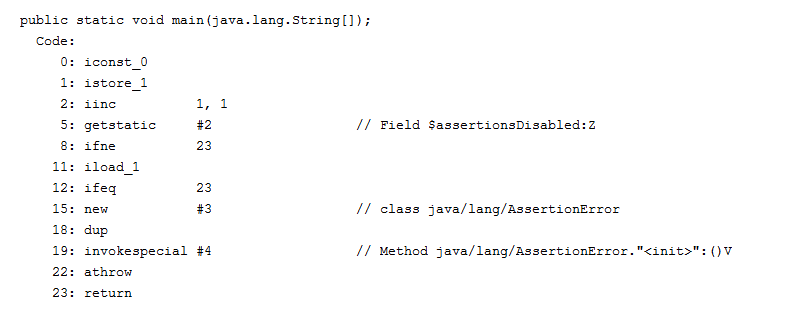 public static void main(java.lang.String[]);
  Code:
     0: iconst_0
     1: istore_1
     2: iinc          1, 1
     5: getstatic     #2                  // Field $assertionsDisabled:Z
     8: ifne          23
    11: iload_1
    12: ifeq          23
    15: new           #3                  // class java/lang/AssertionError
    18: dup
    19: invokespecial #4                  // Method java/lang/AssertionError."<init>":()V
    22: athrow
    23: return